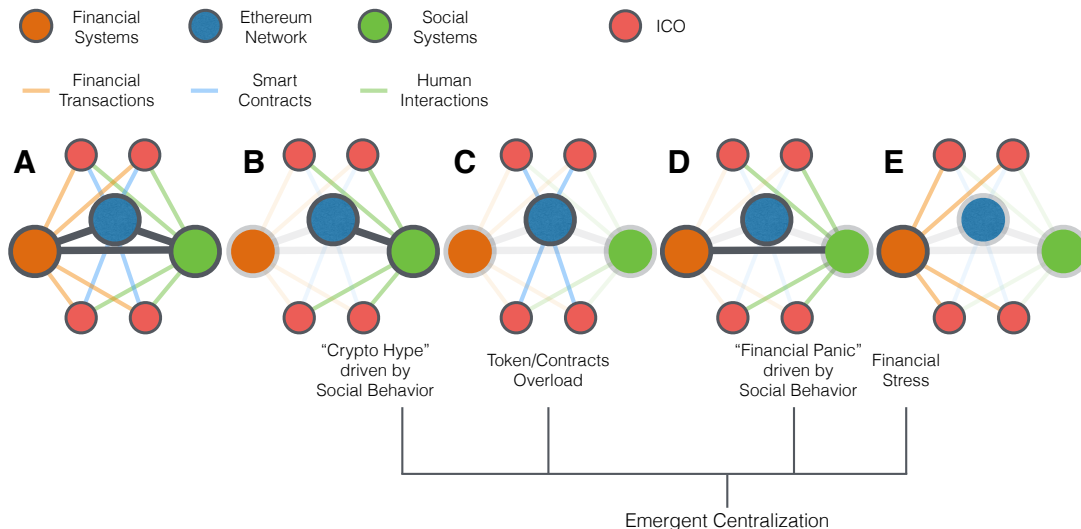 Financial
Systems
Ethereum
Network
Social
Systems
ICO
Financial
Transactions
Smart
Contracts
Human
Interactions
A
B
C
D
E
“Crypto Hype”
driven by
Social Behavior
Token/Contracts
Overload
“Financial Panic”
driven by
Social Behavior
Financial
Stress
Emergent Centralization